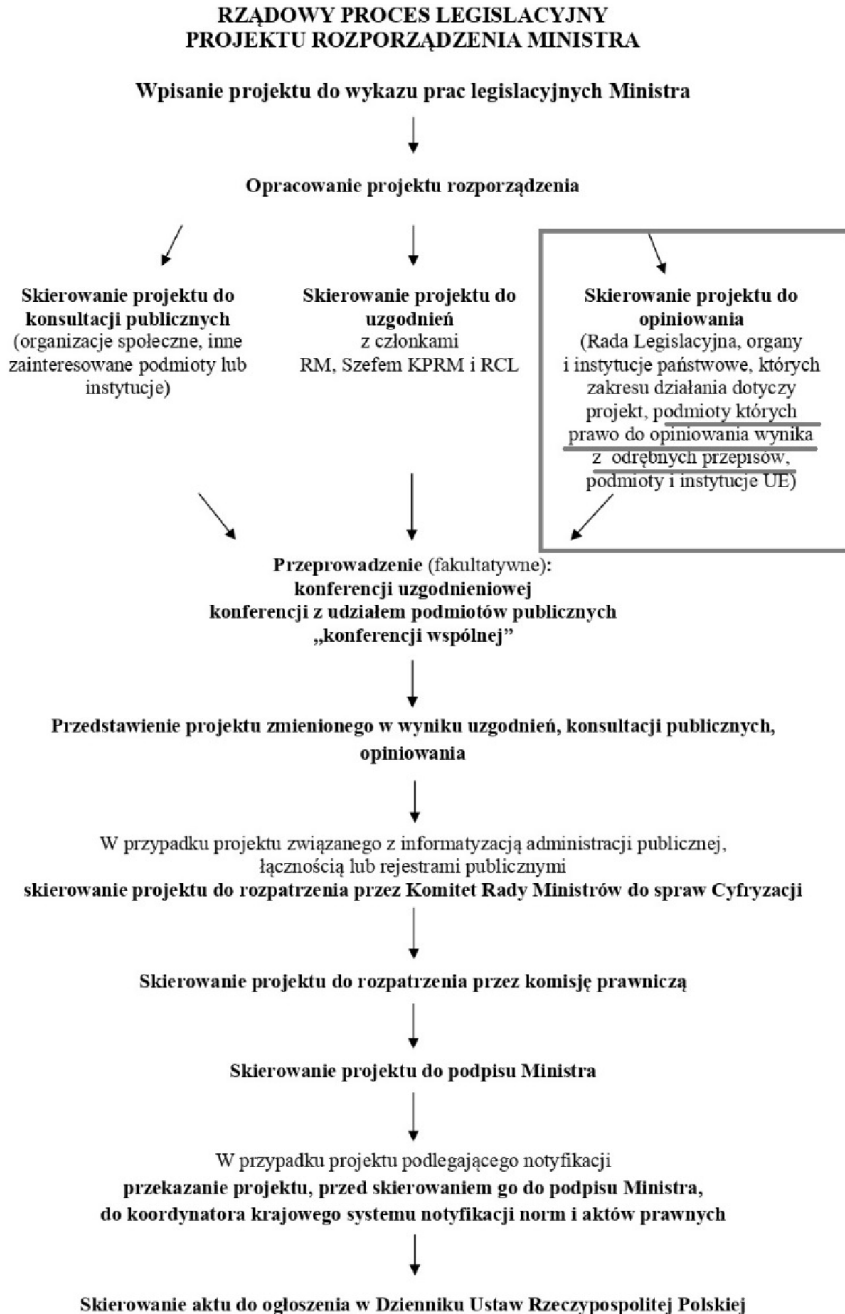 RZĄDOWY PROCES LEGISLACYJNY
PROJEKTU ROZPORZĄDZENIA MINISTRA
Wpisanie projektu do wykazu prac legislacyjnych Ministra
Opracowanie projektu rozporządzenia
Skierowanie projektu do
konsultacji publicznych
(organizacje społeczne, inne
zainteresowane podmioty lub
instytucje)
Skierowanie projektu do
uzgodnień
z członkami
RM, Szefem KPRM i RCL
Skierowanie projektu do
opiniowania
(Rada Legislacyjna, organy
i instytucje państwowe, których
zakresu działania dotyczy
projekt, podmioty których
prawo do opiniowania wynika
z odrębnych przepisów,
podmioty i instytucje UE)
Przeprowadzenie (fakultatywne):
konferencji uzgodnieniowej
konferencji z udziałem podmiotów publicznych
„konferencji wspólnej”
Przedstawienie projektu zmienionego w wyniku uzgodnień, konsultacji publicznych,
opiniowania
W przypadku projektu związanego z informatyzacją administracji publicznej,
łącznością lub rejestrami publicznymi
skierowanie projektu do rozpatrzenia przez Komitet Rady Ministrów do spraw Cyfryzacji
Skierowanie projektu do rozpatrzenia przez komisję prawniczą
Skierowanie projektu do podpisu Ministra
W przypadku projektu podlegającego notyfikacji
przekazanie projektu, przed skierowaniem go do podpisu Ministra,
do koordynatora krajowego systemu notyfikacji norm i aktów prawnych
Skierowanie aktu do ogłoszenia w Dzienniku Ustaw Rzeczypospolitej Polskiej